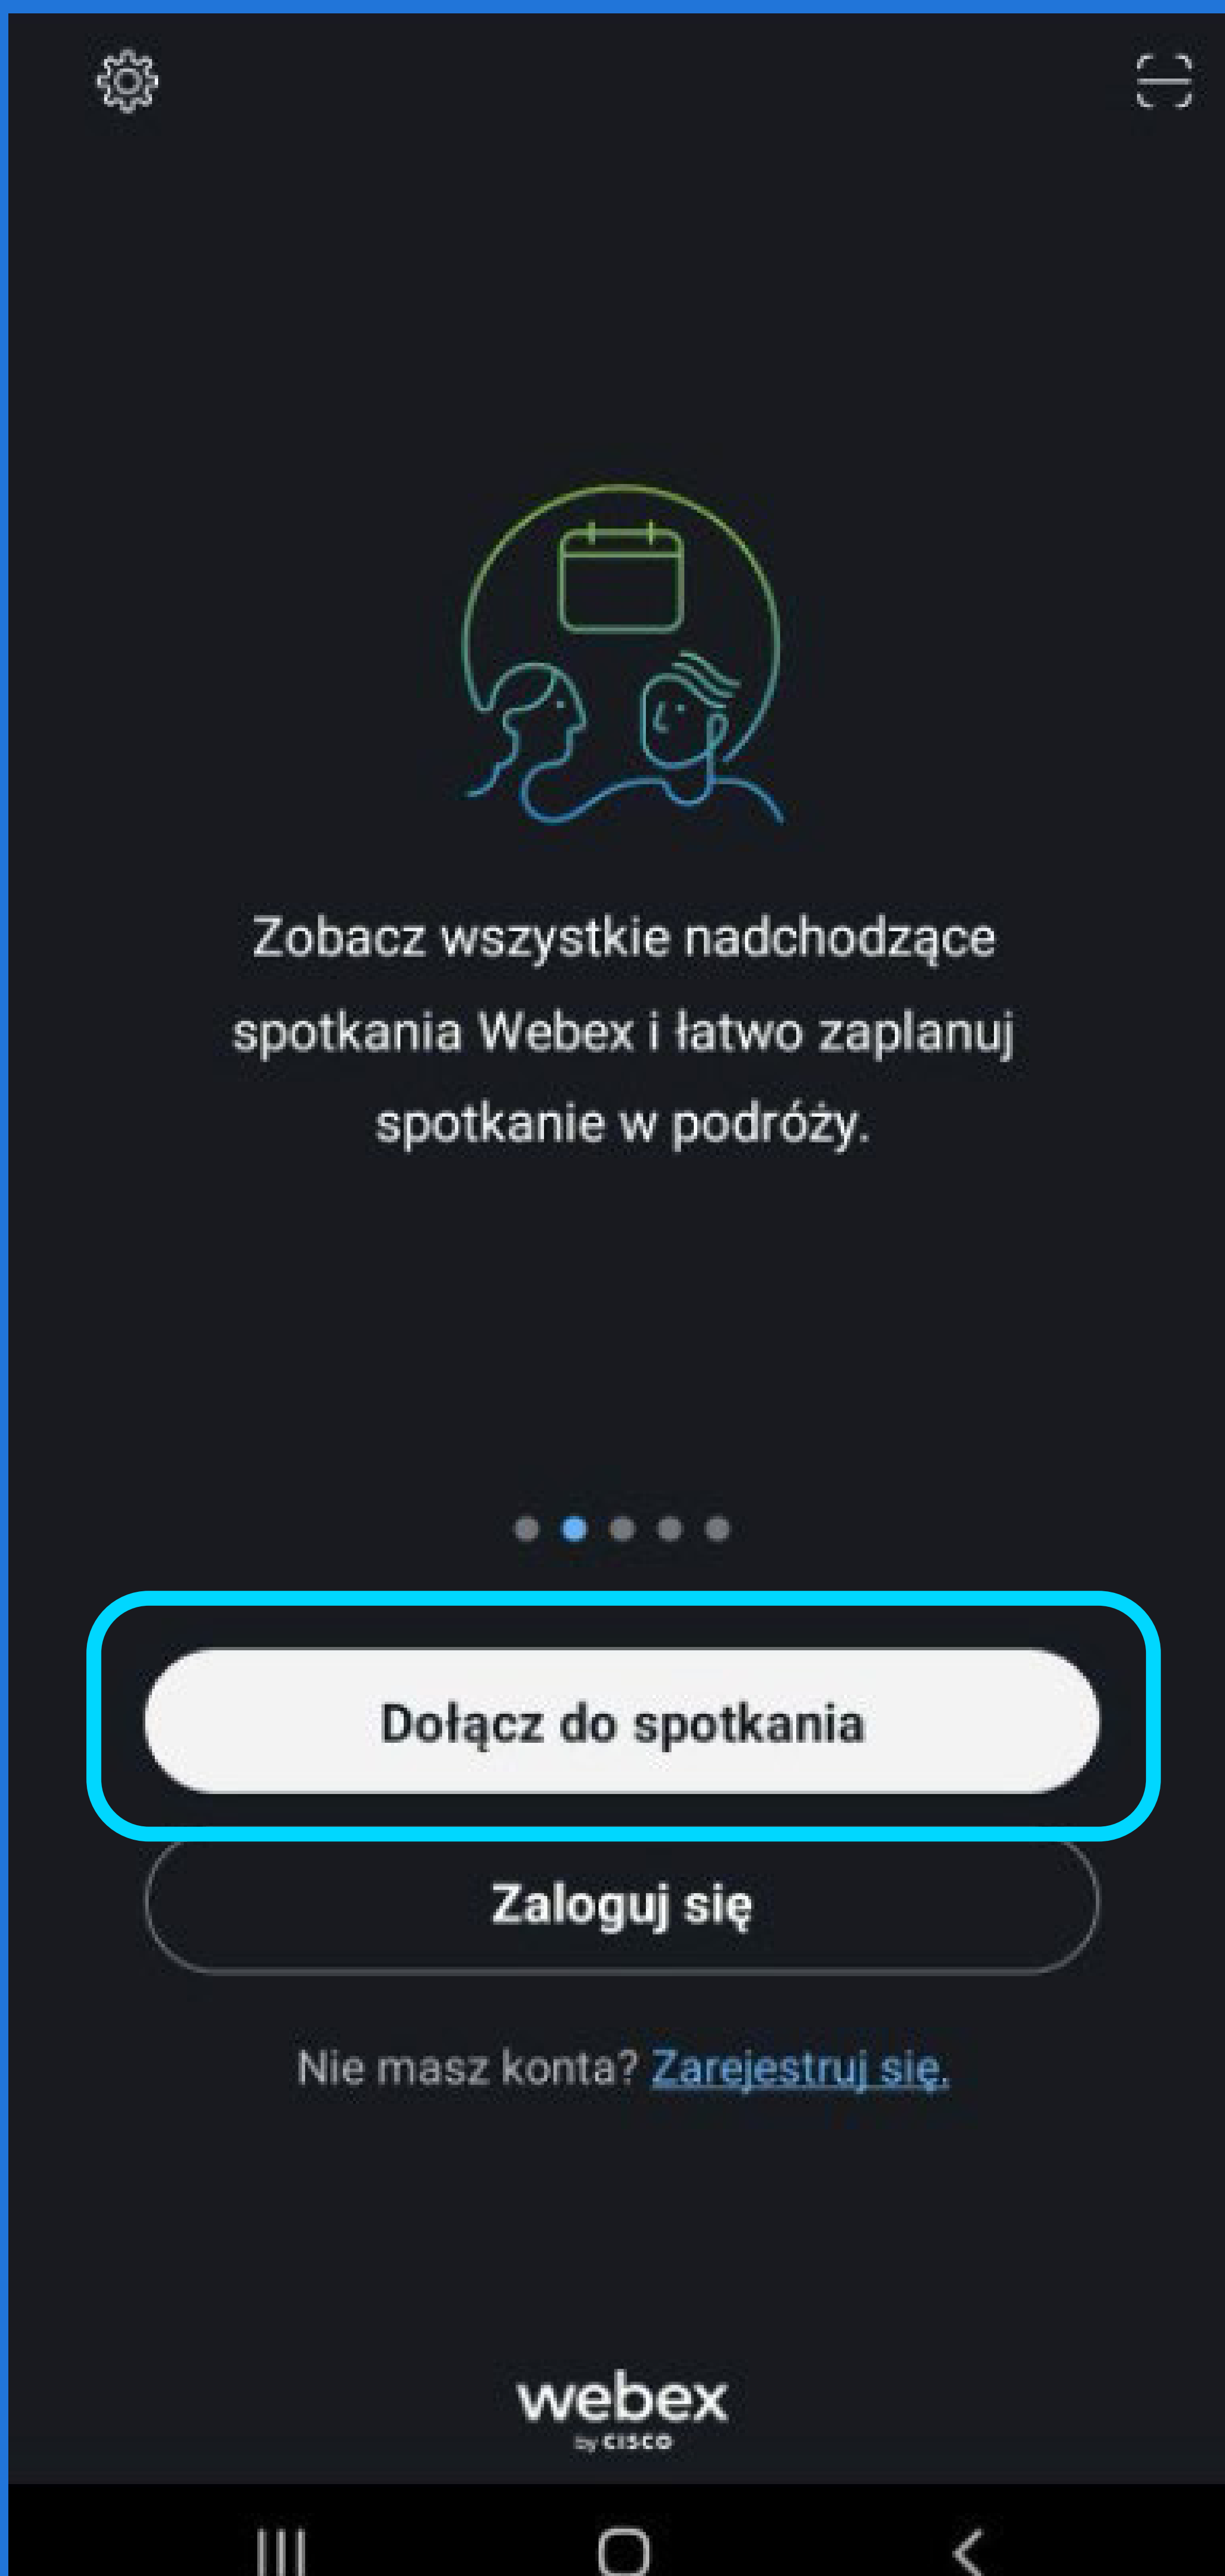 Zobacz wszystkie nadchodzące
spotkania Webex i łatwo zaplanuj
spotkanie w podróży.
Dołącz do spotkania
Zaloguj się
Nie masz konta? Zarejestruj się.
webex
by CISCO